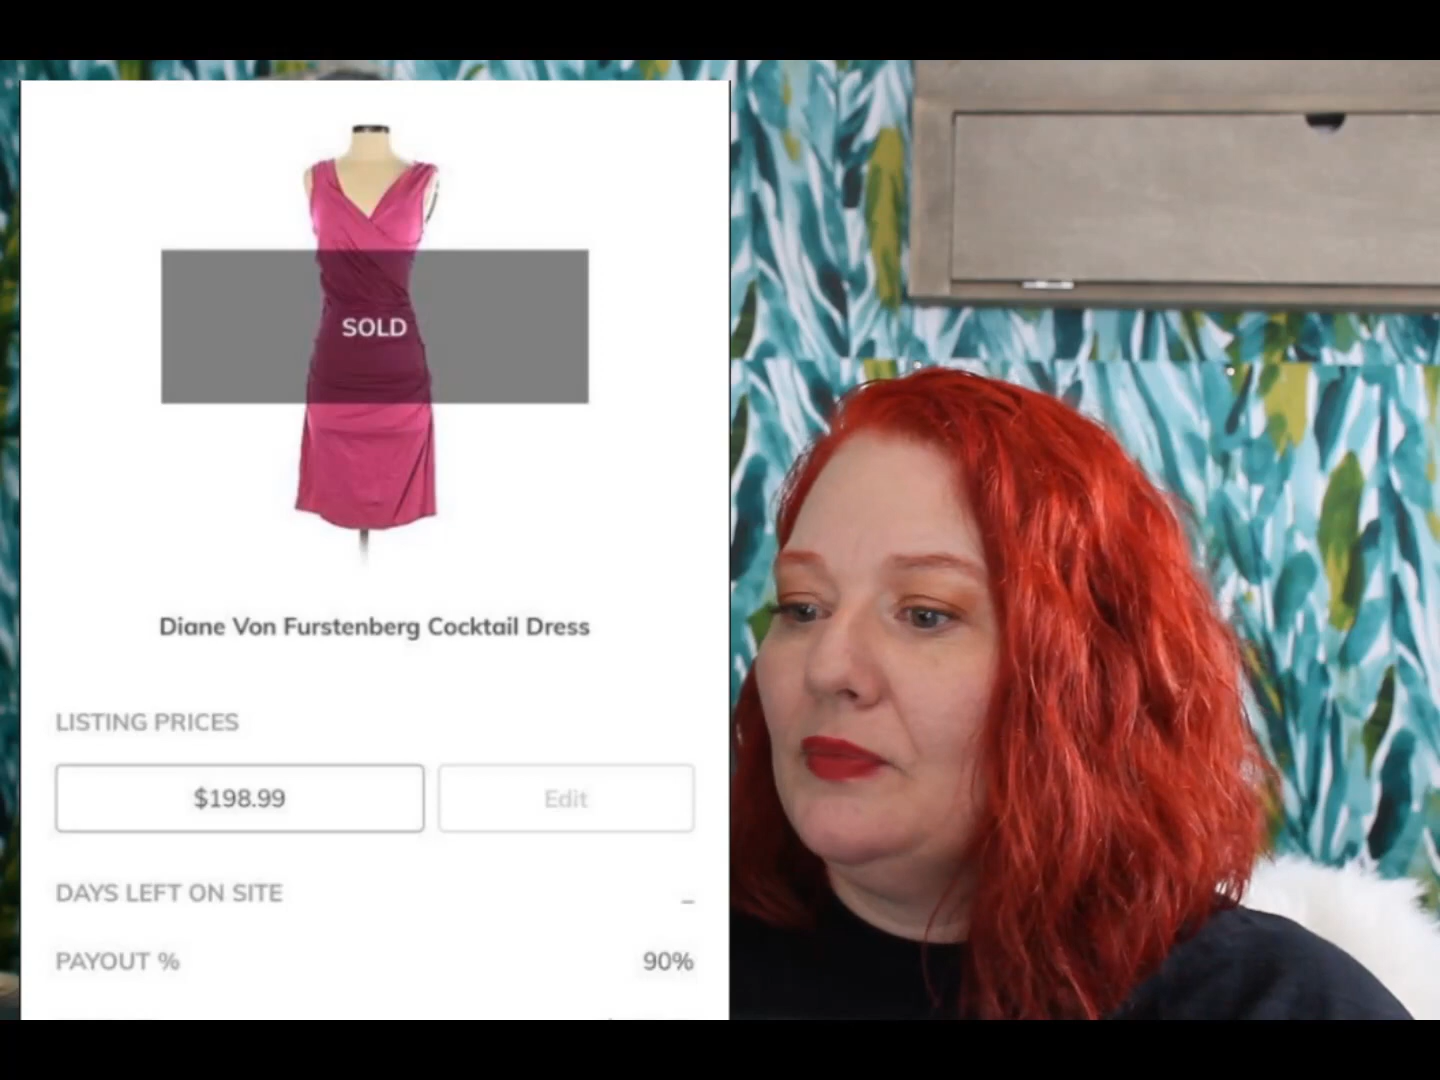 SOLD
Diane Von Furstenberg Cocktail Dress
LISTING PRICES
$198.99
Edit
DAYS LEFT ON SITE
–
PAYOUT %
90%